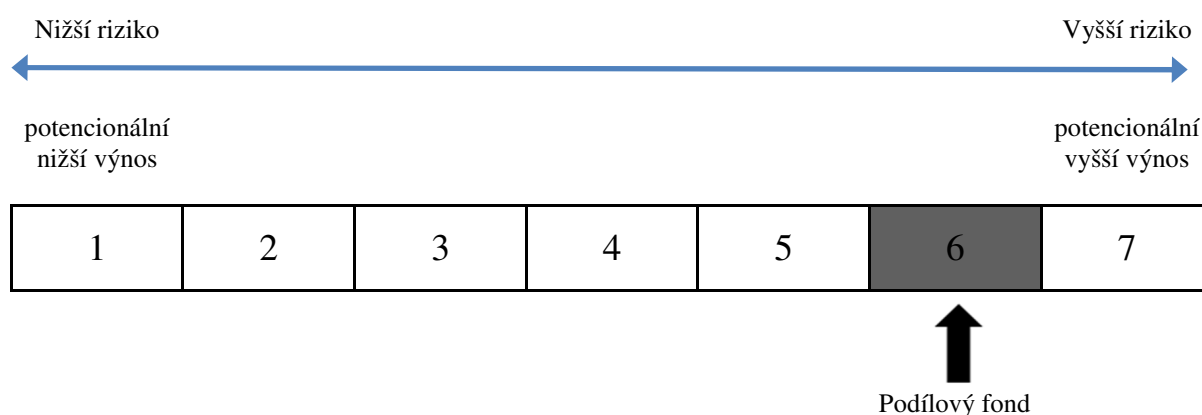 Nižší riziko
Vyšší riziko
potencionální
nižší výnos
potencionální
vyšší výnos
1 2 3 4 5 6 7
Podílový fond